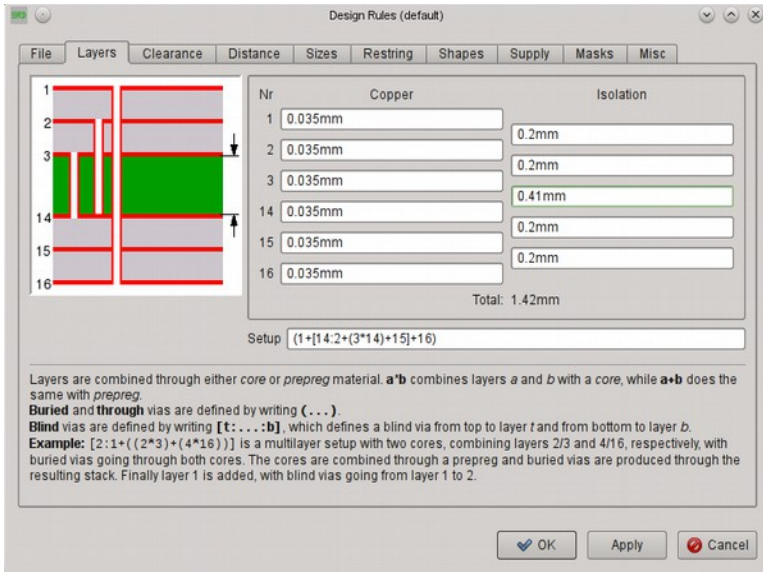 BRD
Design Rules (default)
File Layers Clearance Distance Sizes Restring Shapes Supply Masks Misc
1
2
3
14
15
16
Nr Copper Isolation
1 0.035mm
0.2mm
2 0.035mm
0.2mm
3 0.035mm
0.41mm
14 0.035mm
0.2mm
15 0.035mm
0.2mm
16 0.035mm
Total: 1.42mm
Setup (1+[14:2+(3*14)+15]+16)
Layers are combined through either core or prepreg material. a*b combines layers a and b with a core, while a+b does the
same with prepreg.
Buried and through vias are defined by writing (...).
Blind vias are defined by writing [t:...:b], which defines a blind via from top to layer t and from bottom to layer b.
Example: [2:1+((2*3)+(4*16))] is a multilayer setup with two cores, combining layers 2/3 and 4/16, respectively, with
buried vias going through both cores. The cores are combined through a prepreg and buried vias are produced through the
resulting stack. Finally layer 1 is added, with blind vias going from layer 1 to 2.
OK Apply Cancel